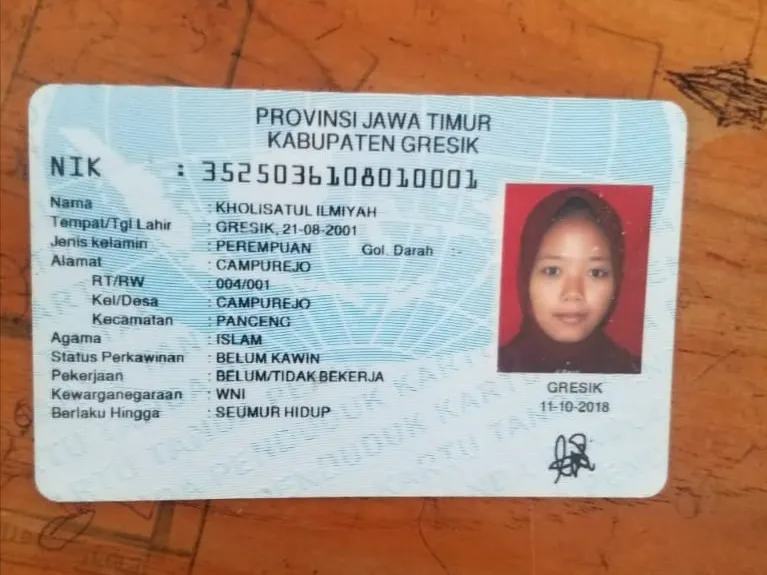 PROVINSI JAWA TIMUR
KABUPATEN GRESIK
NIK : 3525036108010001
Nama : KHOLISATUL ILMIYAH
Tempat/Tgl Lahir : GRESIK, 21-08-2001
Jenis kelamin : PEREMPUAN Gol. Darah :-
Alamat : CAMPUREJO
RT/RW : 004/001
Kel/Desa : CAMPUREJO
Kecamatan : PANCENG
Agama : ISLAM
Status Perkawinan : BELUM KAWIN
Pekerjaan : BELUM/TIDAK BEKERJA
Kewarganegaraan : WNI
Berlaku Hingga : SEUMUR HIDUP
GRESIK
11-10-2018